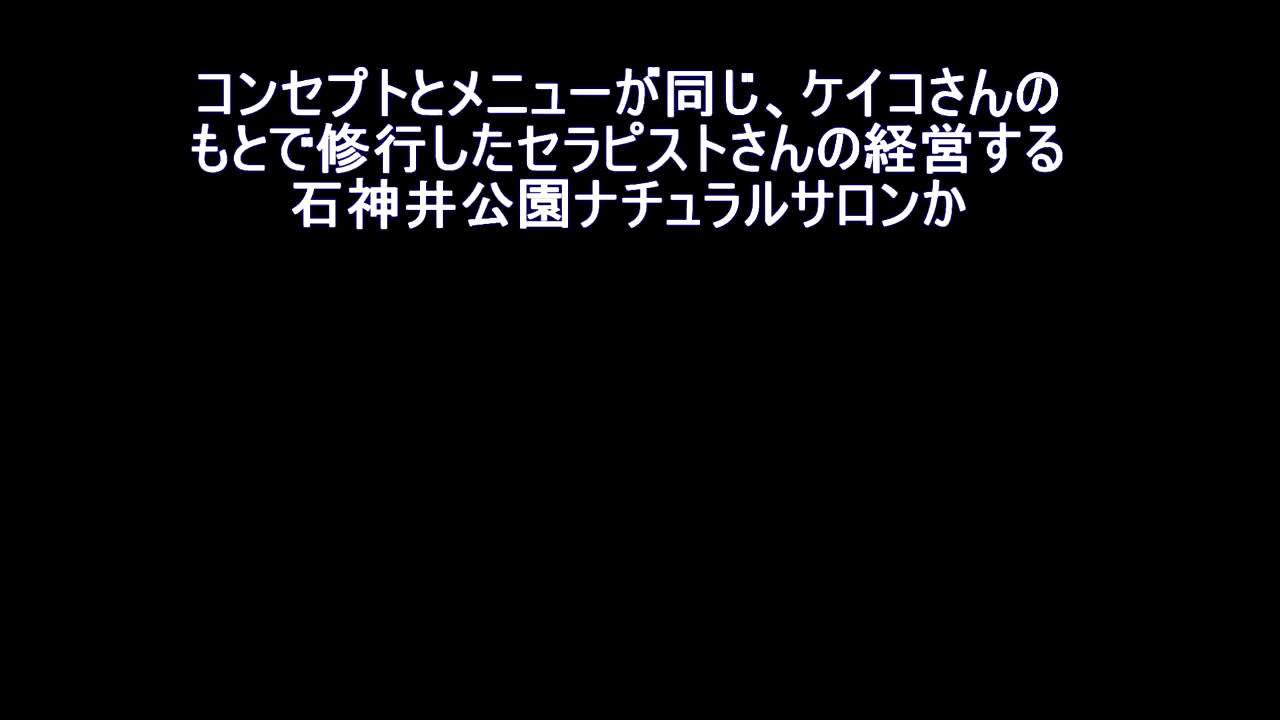 コンセプトとメニューが同じ、ケイコさんの
もとで修行したセラピストさんの経営する
石神井公園ナチュラルサロンか